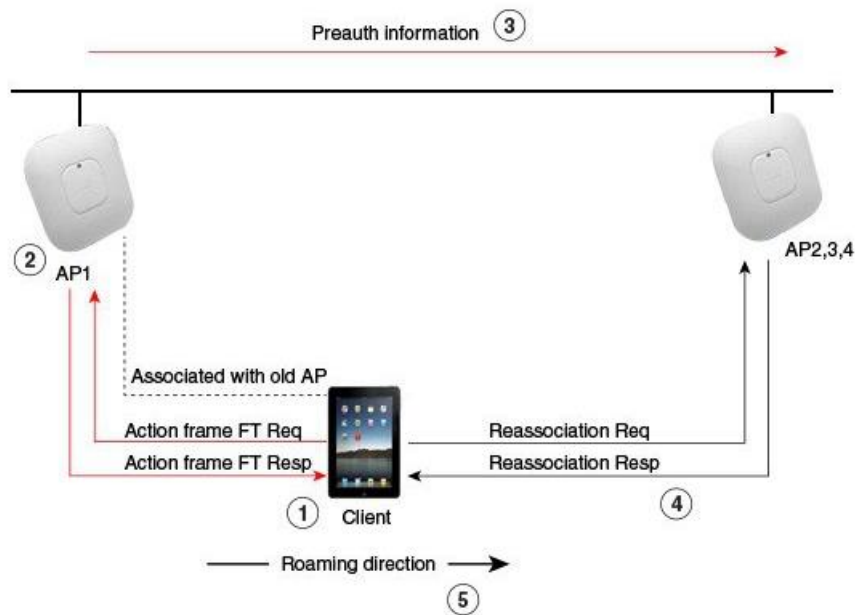 Preauth information 3
2
AP1
AP2,3,4
Associated with old AP
Action frame FT Req
Reassociation Req
Action frame FT Resp
Reassociation Resp
1
Client
4
Roaming direction
5